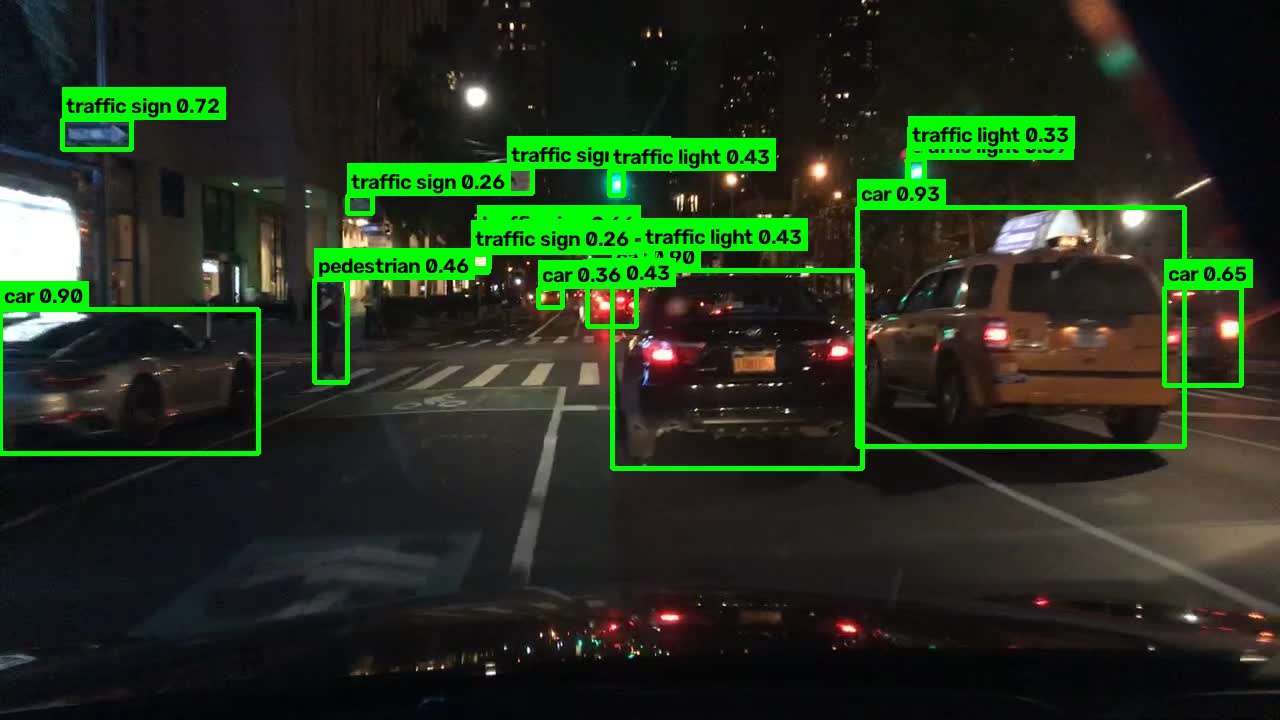 traffic sign 0.72
traffic light 0.33
traffic sign
traffic light 0.43
traffic sign 0.26
car 0.93
traffic sign 0.26
traffic light 0.43
pedestrian 0.46
car 0.36
0.43
car 0.65
car 0.90